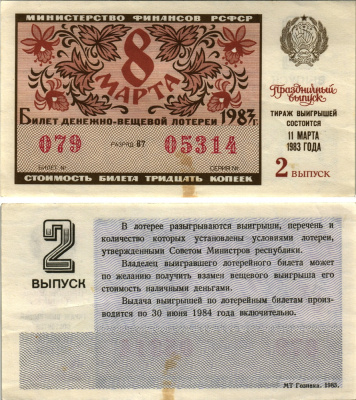 МИНИСТЕРСТВО ФИНАНСОВ РСФСР
8
МАРТА
1983г.
БИЛЕТ ДЕНЕЖНО-ВЕЩЕВОЙ ЛОТЕРЕИ
079 РАЗРЯД 67 05314
БИЛЕТ № СЕРИЯ №
СТОИМОСТЬ БИЛЕТА ТРИДЦАТЬ КОПЕЕК
Праздничный
выпуск
ТИРАЖ ВЫИГРЫШЕЙ
СОСТОИТСЯ
11 МАРТА
1983 ГОДА
2 ВЫПУСК
2
ВЫПУСК
В лотерее разыгрываются выигрыши, перечень и
количество которых установлены условиями лотереи,
утвержденными Советом Министров республики.
Владелец выигравшего лотерейного билета может
по желанию получить взамен вещевого выигрыша его
стоимость наличными деньгами.
Выдача выигрышей по лотерейным билетам произ-
водится по 30 июня 1984 года включительно.
МТ Гознака. 1983.